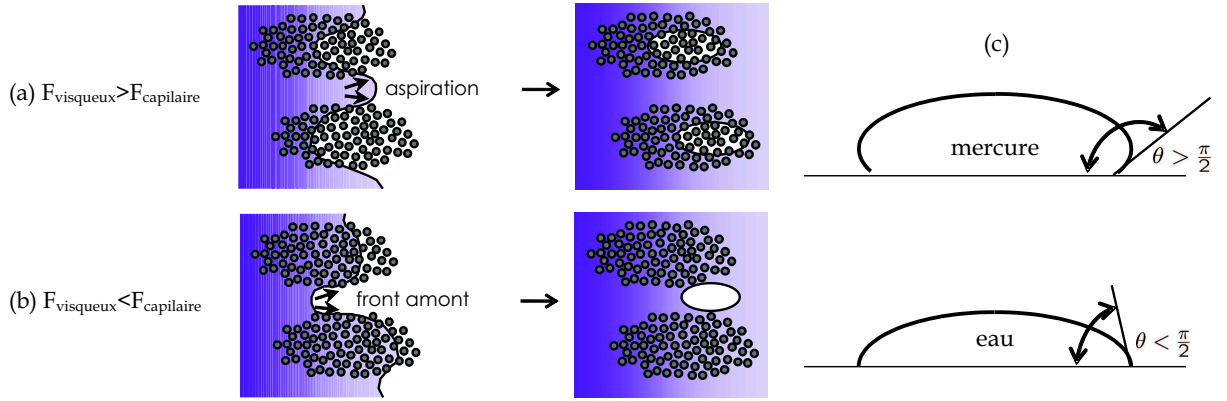 (c)
(a) Fvisqueux>Fcapilaire
aspiration
mercure
θ > π/2
(b) Fvisqueux<Fcapilaire
front amont
eau
θ < π/2